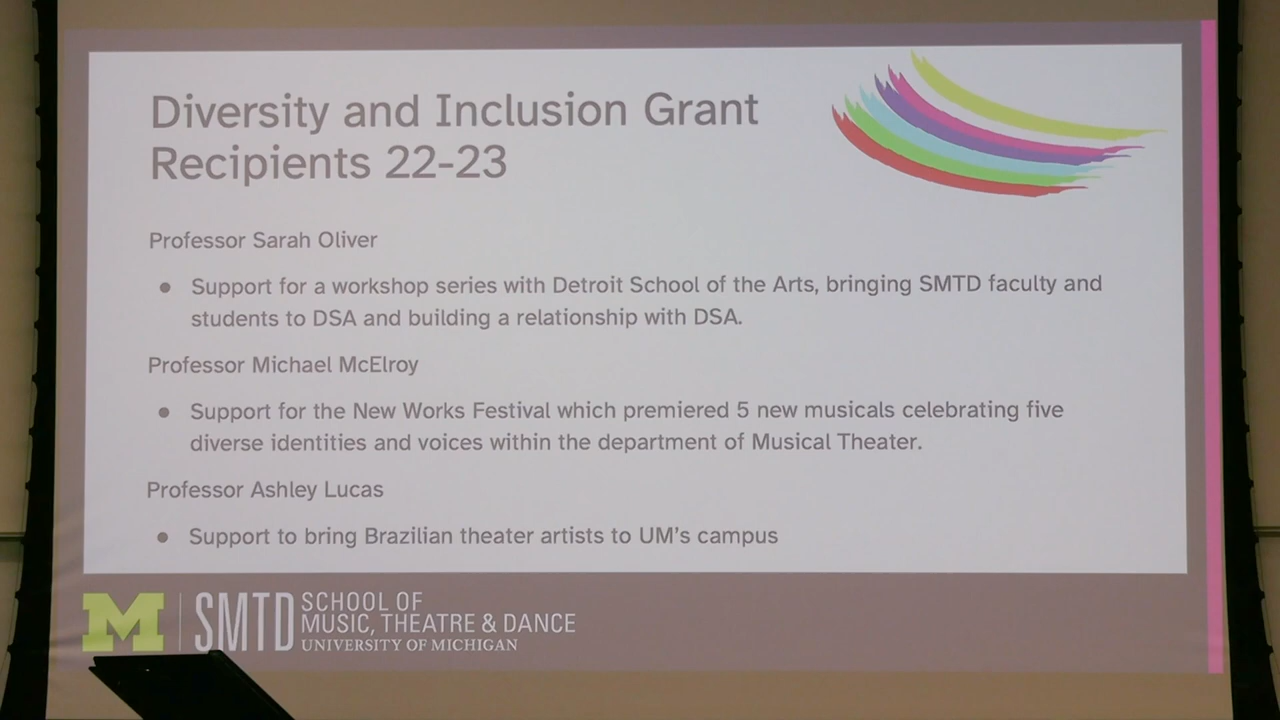 Diversity and Inclusion Grant
Recipients 22-23
Professor Sarah Oliver
● Support for a workshop series with Detroit School of the Arts, bringing SMTD faculty and
students to DSA and building a relationship with DSA.
Professor Michael McElroy
● Support for the New Works Festival which premiered 5 new musicals celebrating five
diverse identities and voices within the department of Musical Theater.
Professor Ashley Lucas
● Support to bring Brazilian theater artists to UM’s campus
M SMTD SCHOOL OF
MUSIC, THEATRE & DANCE
UNIVERSITY OF MICHIGAN